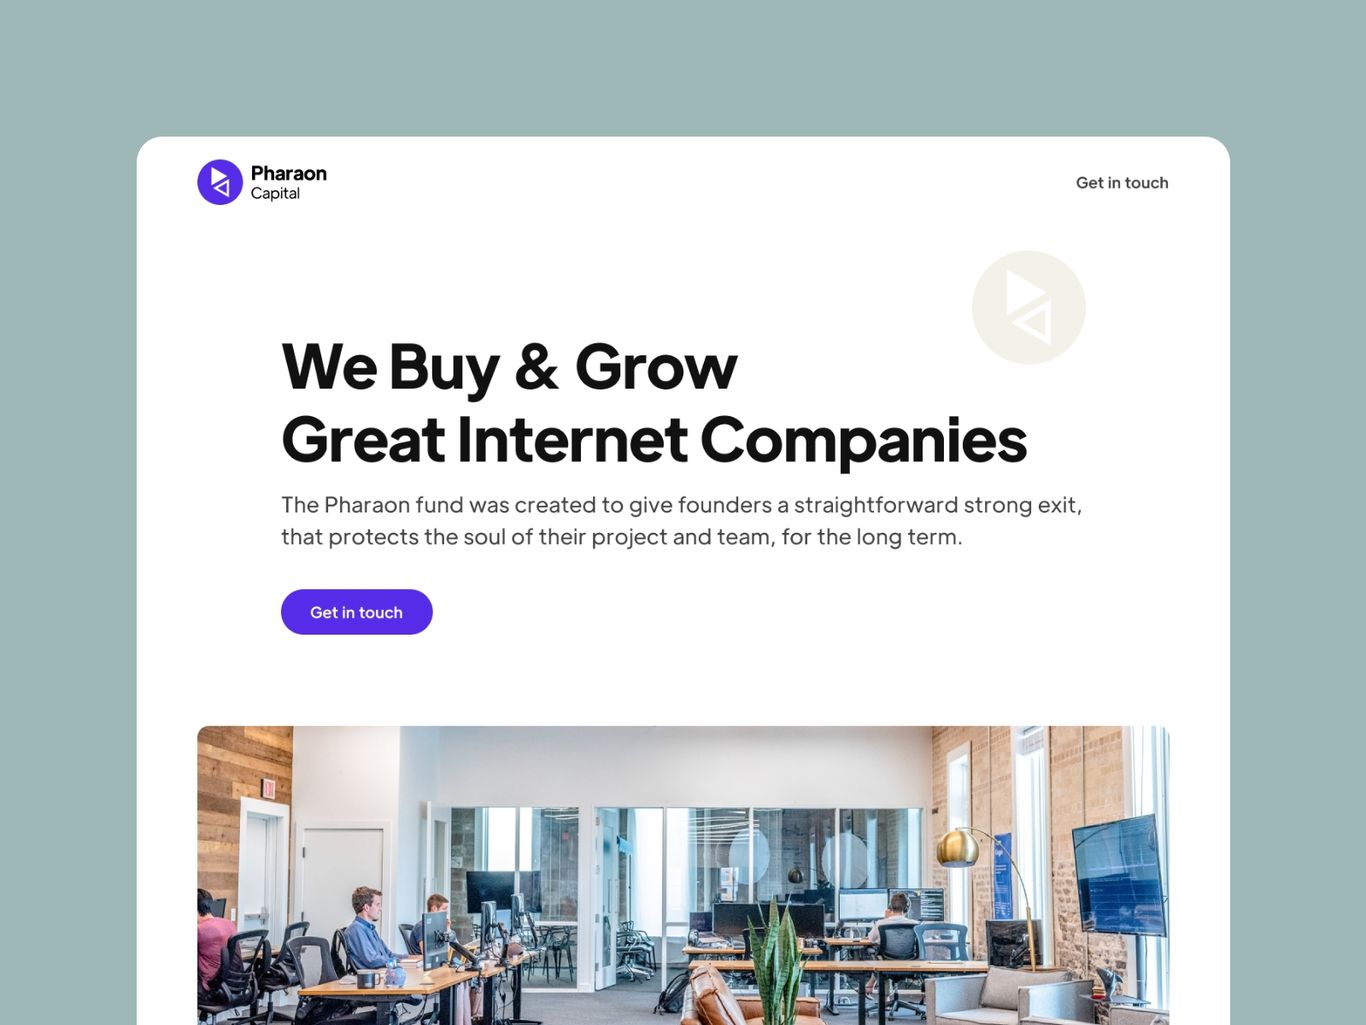 Pharaon
Capital
Get in touch
We Buy & Grow
Great Internet Companies
The Pharaon fund was created to give founders a straightforward strong exit,
that protects the soul of their project and team, for the long term.
Get in touch